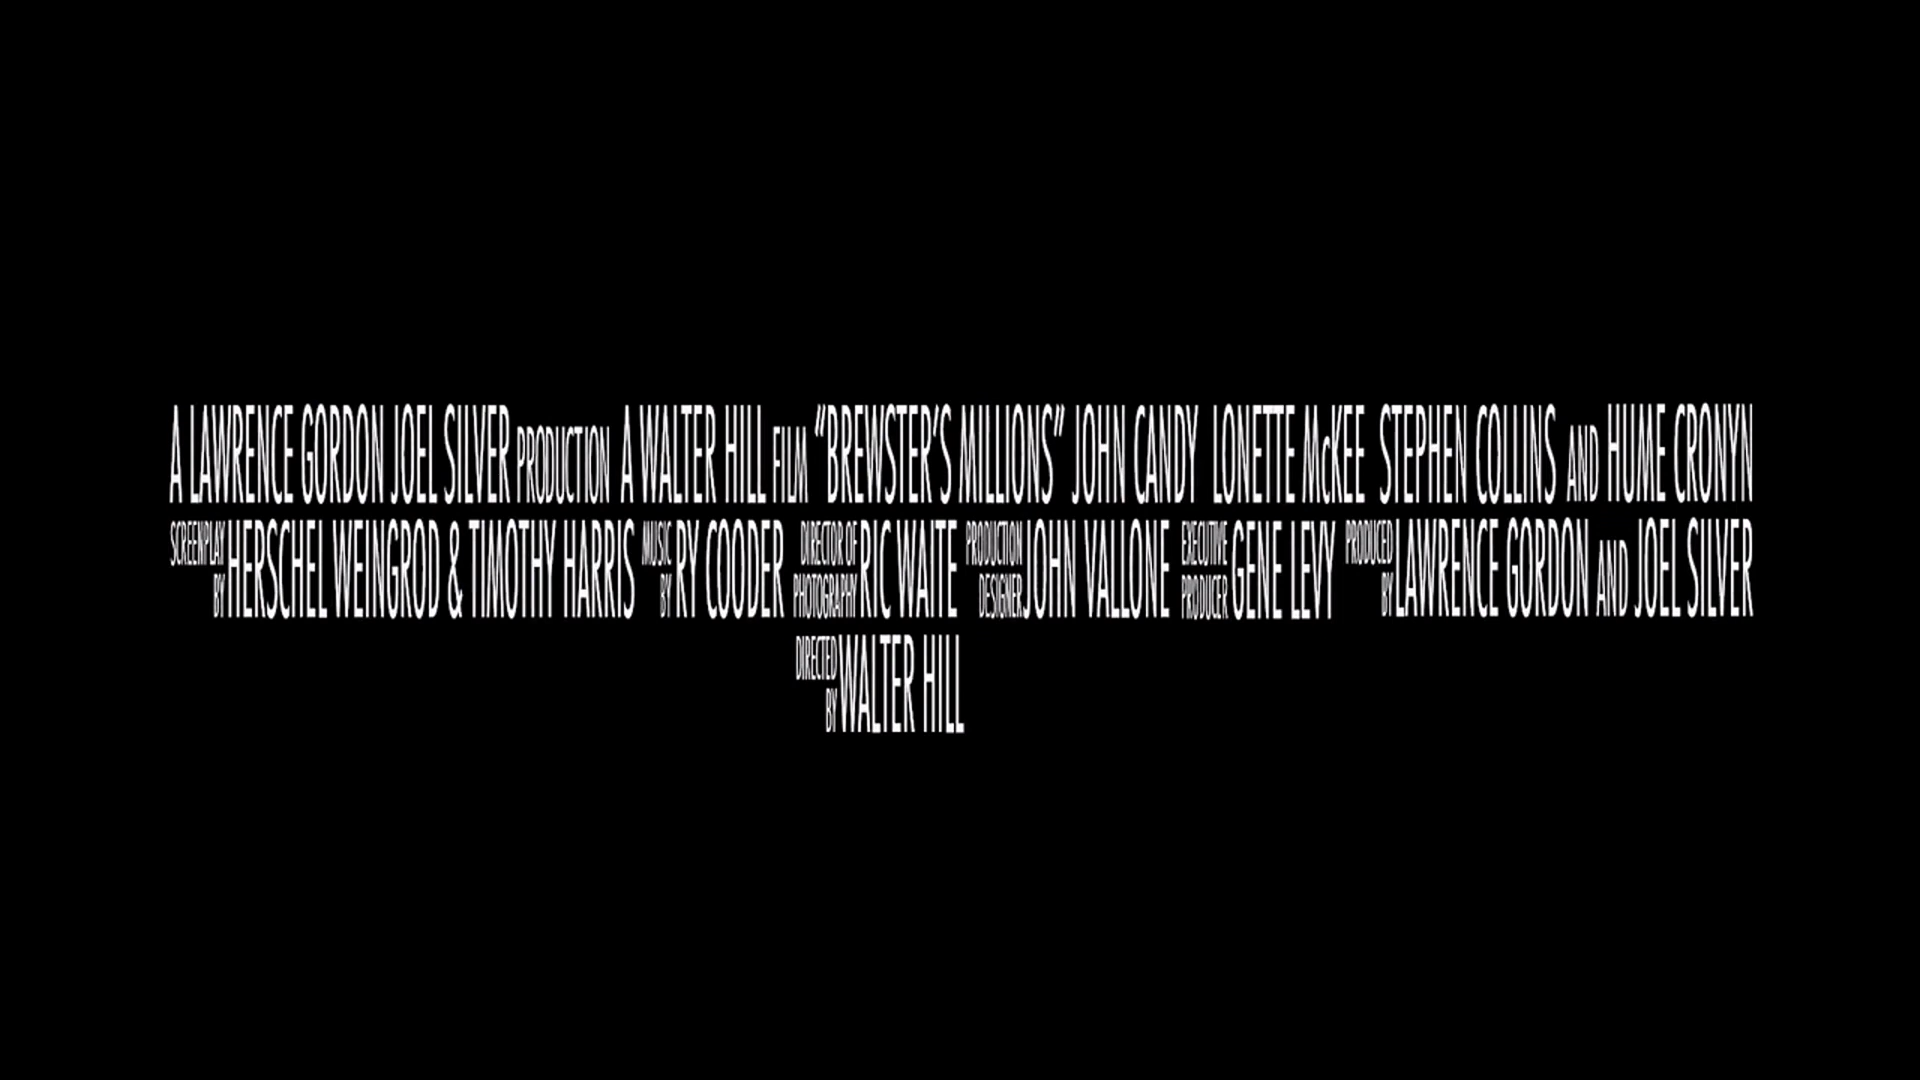 A LAWRENCE GORDON JOEL SILVER PRODUCTION A WALTER HILL FILM “BREWSTER’S MILLIONS” JOHN CANDY LONETTE McKEE STEPHEN COLLINS AND HUME CRONYN
SCREENPLAY BY HERSCHEL WEINGROD & TIMOTHY HARRIS MUSIC BY RY COODER DIRECTOR OF PHOTOGRAPHY RIC WAITE PRODUCTION DESIGNER JOHN VALLONE EXECUTIVE PRODUCER GENE LEVY PRODUCED BY LAWRENCE GORDON AND JOEL SILVER
DIRECTED BY WALTER HILL